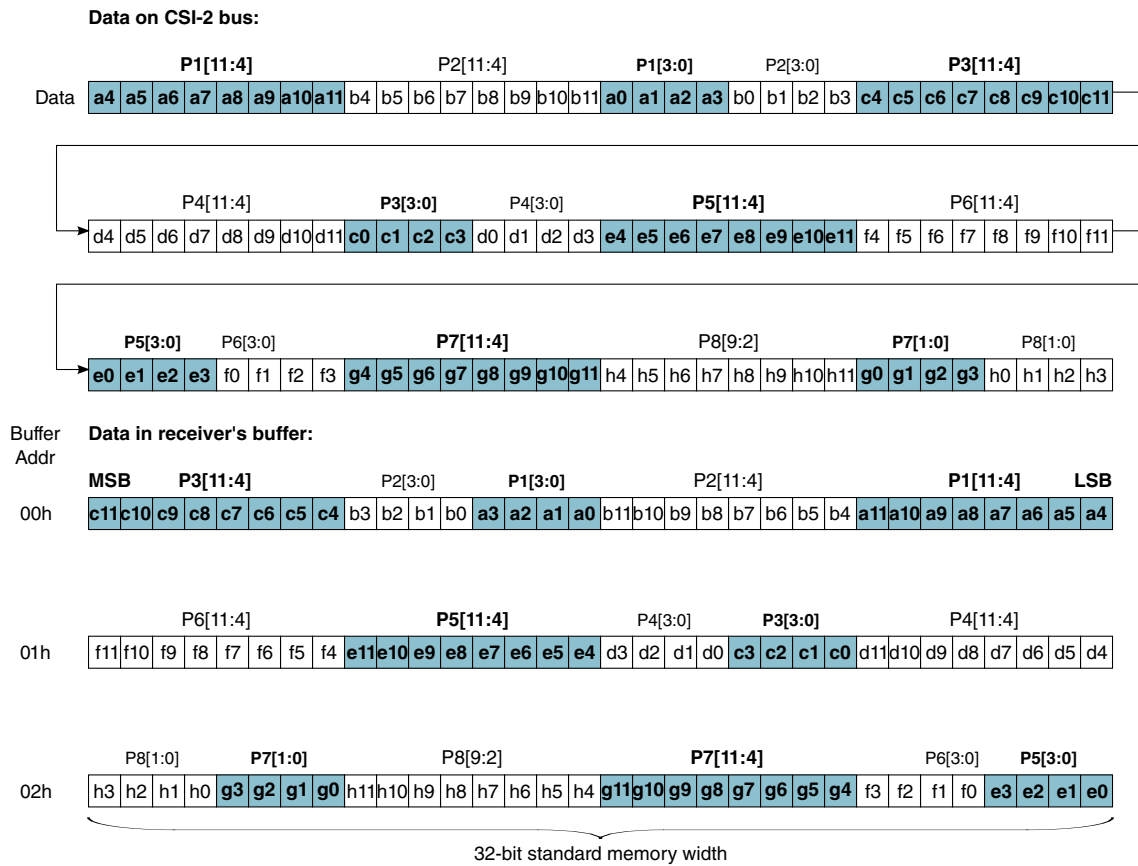 Data on CSI-2 bus:
P1[11:4] P2[11:4] P1[3:0] P2[3:0] P3[11:4]
Data a4 a5 a6 a7 a8 a9 a10 a11 b4 b5 b6 b7 b8 b9 b10 b11 a0 a1 a2 a3 b0 b1 b2 b3 c4 c5 c6 c7 c8 c9 c10 c11
P4[11:4] P3[3:0] P4[3:0] P5[11:4] P6[11:4]
d4 d5 d6 d7 d8 d9 d10 d11 c0 c1 c2 c3 d0 d1 d2 d3 e4 e5 e6 e7 e8 e9 e10 e11 f4 f5 f6 f7 f8 f9 f10 f11
P5[3:0] P6[3:0] P7[11:4] P8[9:2] P7[1:0] P8[1:0]
e0 e1 e2 e3 f0 f1 f2 f3 g4 g5 g6 g7 g8 g9 g10 g11 h4 h5 h6 h7 h8 h9 h10 h11 g0 g1 g2 g3 h0 h1 h2 h3
Buffer Addr
Data in receiver's buffer:
MSB P3[11:4] P2[3:0] P1[3:0] P2[11:4] P1[11:4] LSB
00h c11 c10 c9 c8 c7 c6 c5 c4 b3 b2 b1 b0 a3 a2 a1 a0 b11 b10 b9 b8 b7 b6 b5 b4 a11 a10 a9 a8 a7 a6 a5 a4
P6[11:4] P5[11:4] P4[3:0] P3[3:0] P4[11:4]
01h f11 f10 f9 f8 f7 f6 f5 f4 e11 e10 e9 e8 e7 e6 e5 e4 d3 d2 d1 d0 c3 c2 c1 c0 d11 d10 d9 d8 d7 d6 d5 d4
P8[1:0] P7[1:0] P8[9:2] P7[11:4] P6[3:0] P5[3:0]
02h h3 h2 h1 h0 g3 g2 g1 g0 h11 h10 h9 h8 h7 h6 h5 h4 g11 g10 g9 g8 g7 g6 g5 g4 f3 f2 f1 f0 e3 e2 e1 e0
32-bit standard memory width